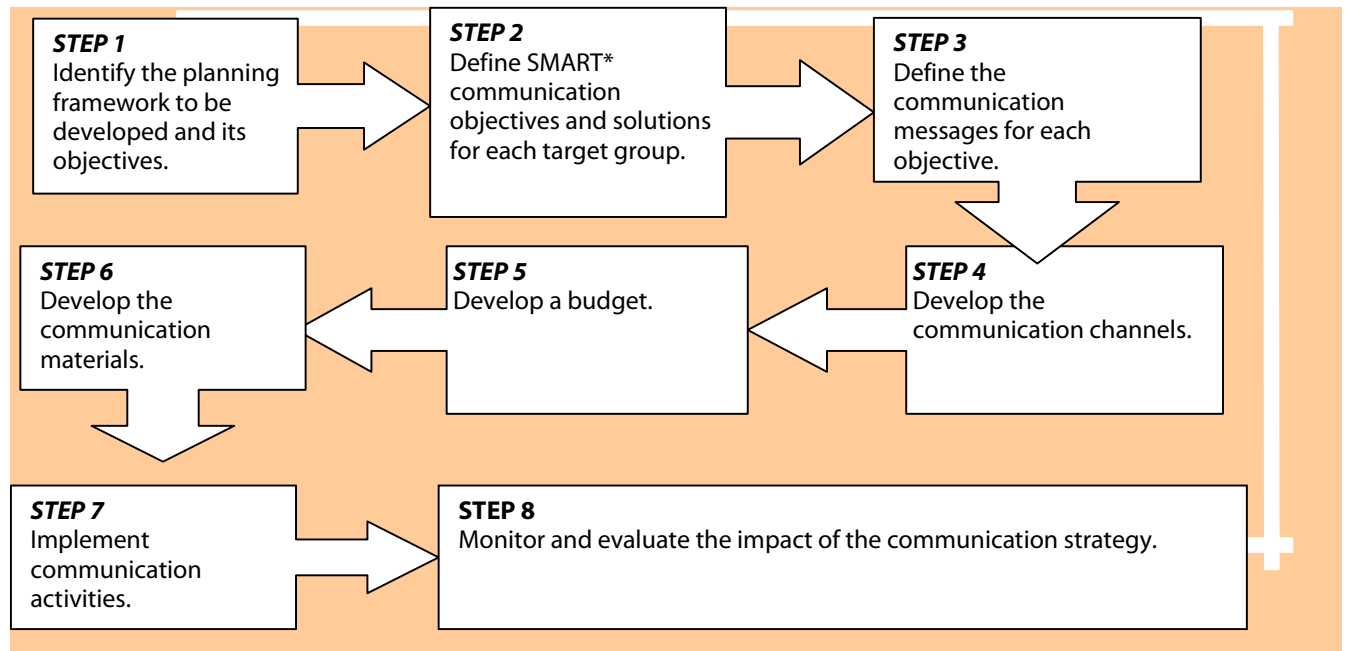 STEP 1
Identify the planning
framework to be
developed and its
objectives.
STEP 2
Define SMART*
communication
objectives and solutions
for each target group.
STEP 3
Define the
communication
messages for each
objective.
STEP 4
Develop the
communication channels.
STEP 5
Develop a budget.
STEP 6
Develop the
communication
materials.
STEP 7
Implement
communication
activities.
STEP 8
Monitor and evaluate the impact of the communication strategy.